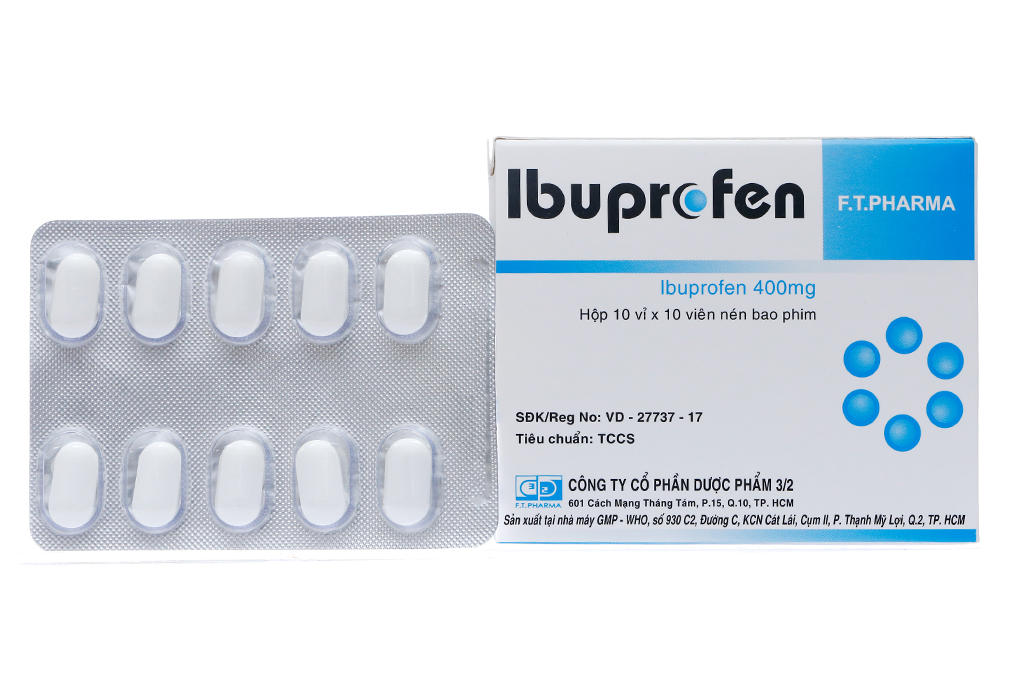 Ibuprofen
F.T.PHARMA
Ibuprofen 400mg
Hộp 10 vỉ x 10 viên nén bao phim
SĐK/Reg No: VD - 27737 - 17
Tiêu chuẩn: TCCS
F.T.PHARMA
CÔNG TY CỔ PHẦN DƯỢC PHẨM 3/2
601 Cách Mạng Tháng Tám, P.15, Q.10, TP. HCM
Sản xuất tại nhà máy GMP - WHO, số 930 C2, Đường C, KCN Cát Lái, Cụm II, P. Thạnh Mỹ Lợi, Q.2, TP. HCM